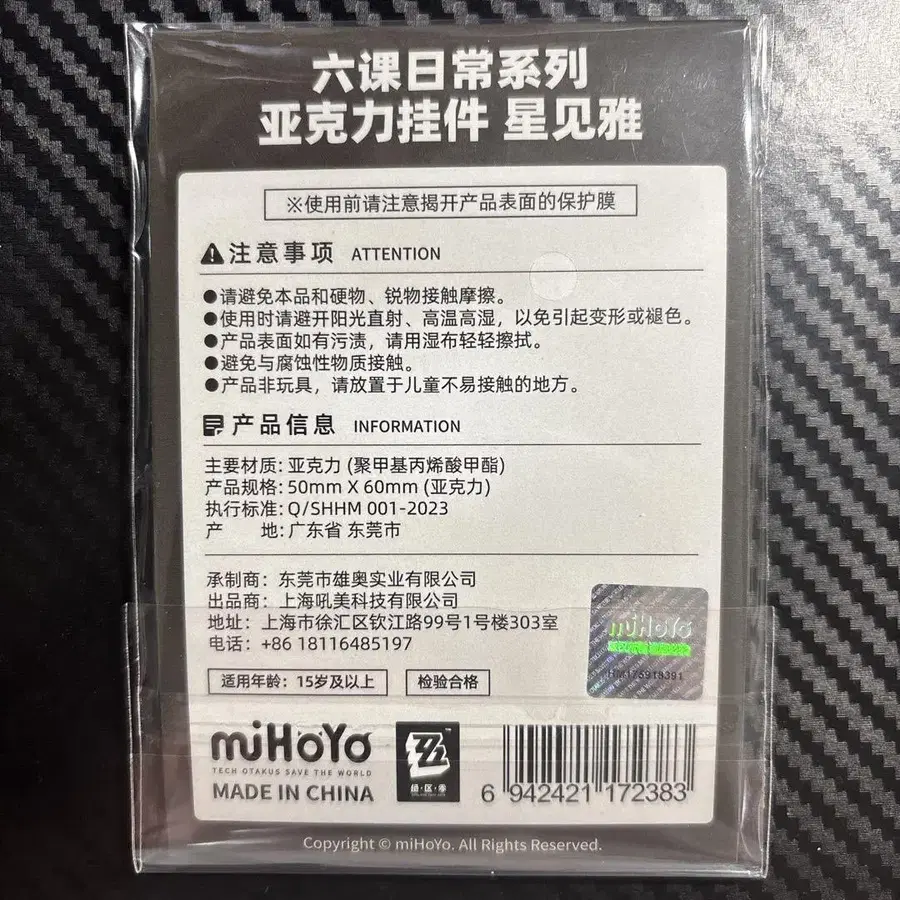 六课日常系列
亚克力挂件 星见雅
※使用前请注意揭开产品表面的保护膜
注意事项 ATTENTION
●请避免本品和硬物、锐物接触摩擦。
●使用时请避开阳光直射、高温高湿，以免引起变形或褪色。
●产品表面如有污渍，请用湿布轻轻擦拭。
●避免与腐蚀性物质接触。
●产品非玩具，请放置于儿童不易接触的地方。
产品信息 INFORMATION
主要材质: 亚克力 (聚甲基丙烯酸甲酯)
产品规格: 50mm X 60mm (亚克力)
执行标准: Q/SHHM 001-2023
产 地: 广东省 东莞市
承制商: 东莞市雄奥实业有限公司
出品商: 上海吼美科技有限公司
地址: 上海市徐汇区钦江路99号1号楼303室
电话: +86 18116485197
适用年龄: 15岁及以上 检验合格
miHoYo
miHoYo
TECH OTAKUS SAVE THE WORLD
MADE IN CHINA
绝·区·零
6 942421 172383
Copyright © miHoYo. All Rights Reserved.